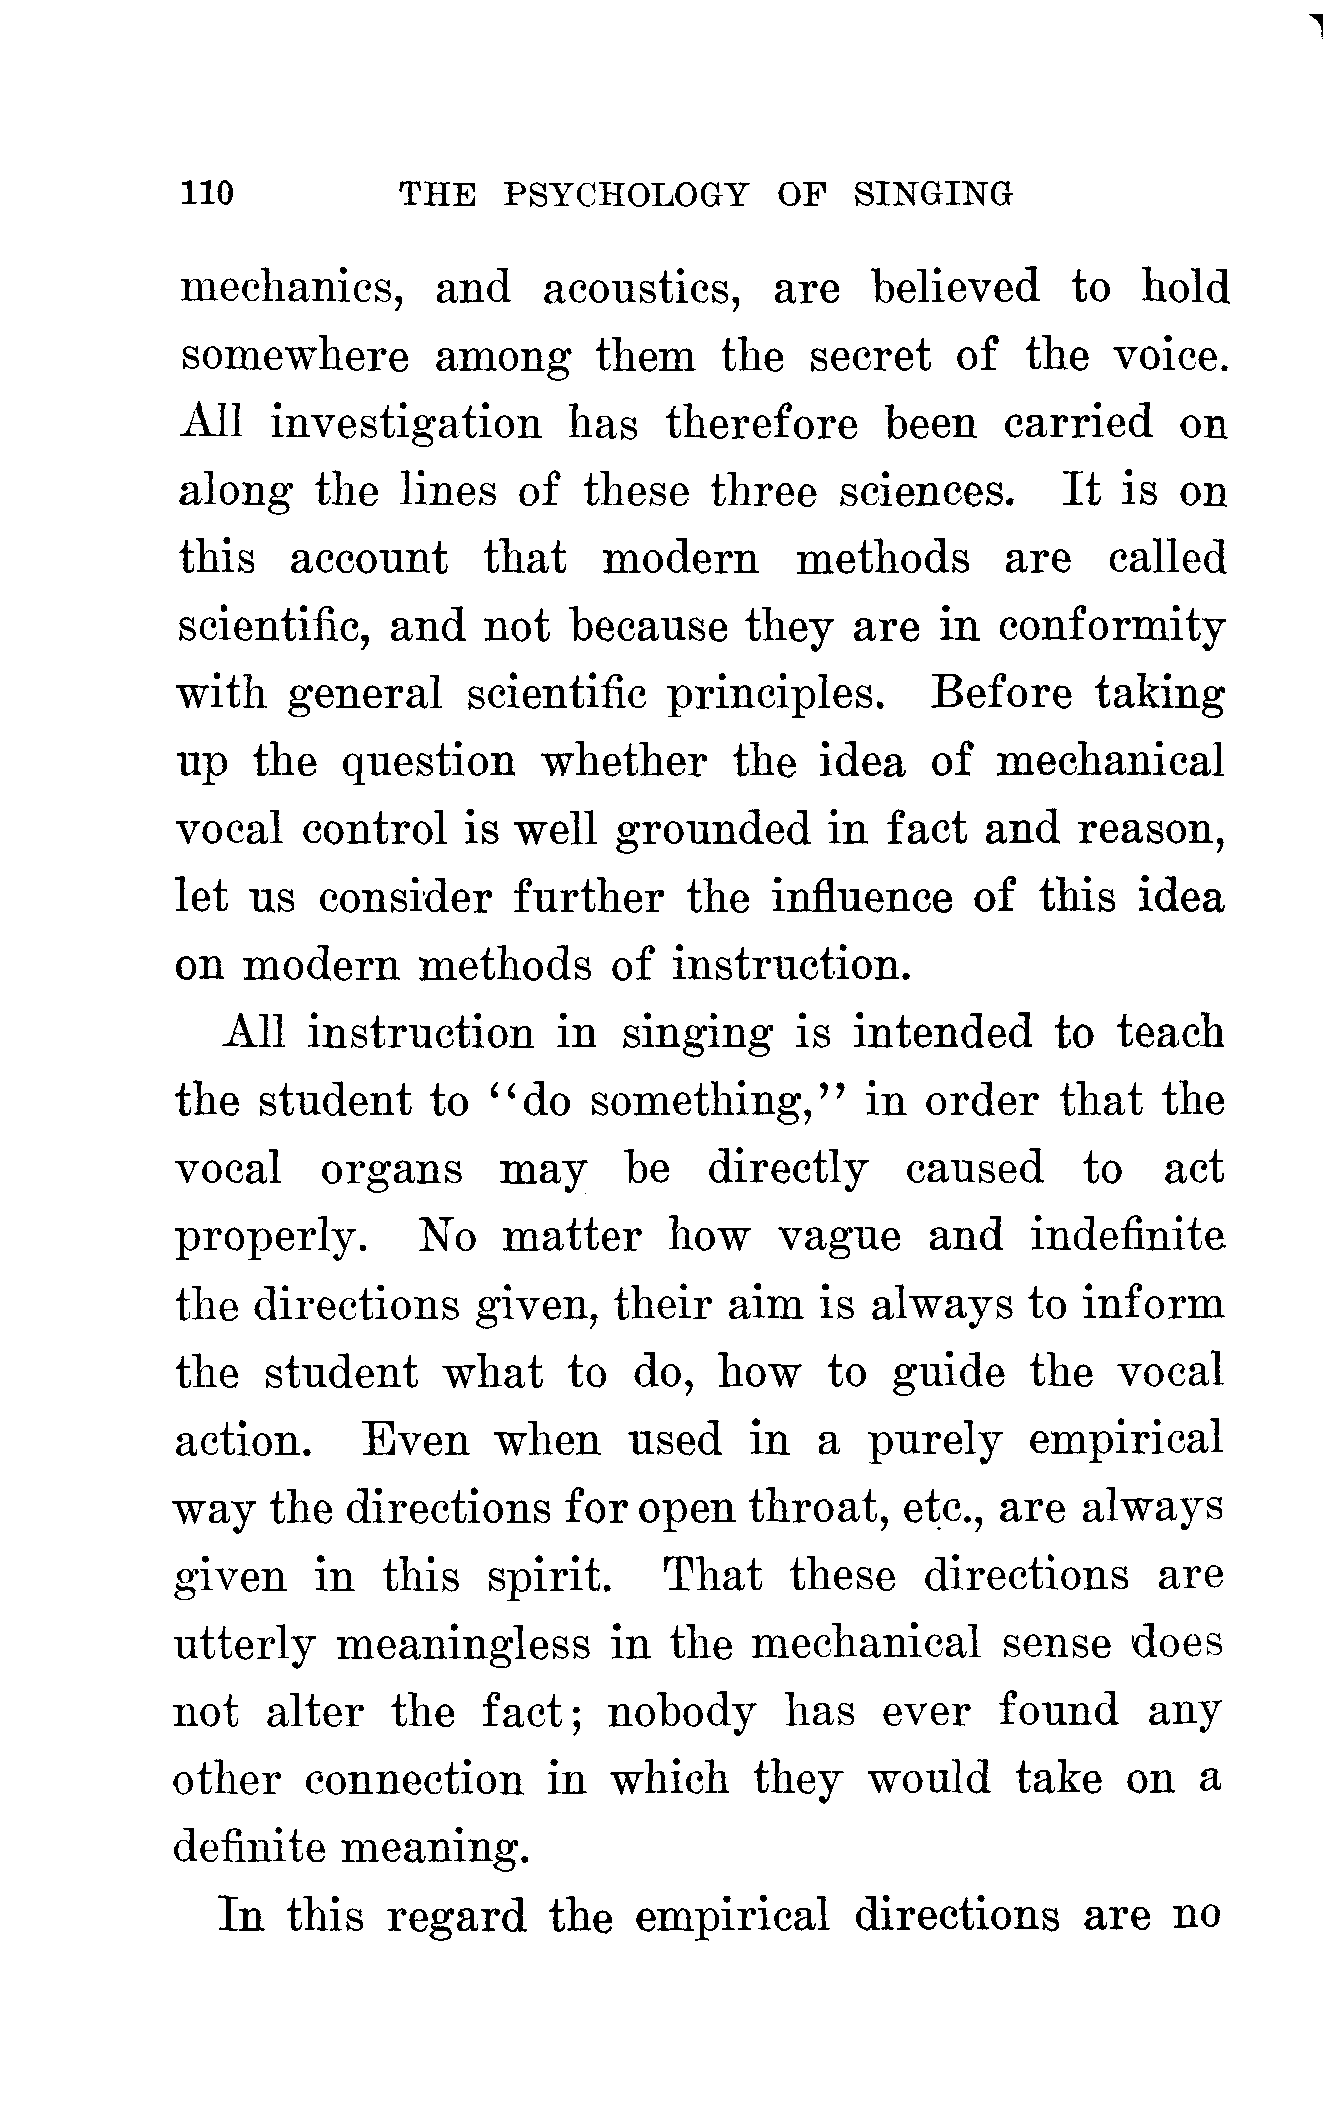 110 THE PSYCHOLOGY OF SINGING
mechanics, and acoustics, are believed to hold
somewhere among them the secret of the voice.
All investigation has therefore been carried on
along the lines of these three sciences. It is on
this account that modern methods are called
scientific, and not because they are in conformity
with general scientific principles. Before taking
up the question whether the idea of mechanical
vocal control is well grounded in fact and reason,
let us consider further the influence of this idea
on modern methods of instruction.
All instruction in singing is intended to teach
the student to "do something," in order that the
vocal organs may be directly caused to act
properly. No matter how vague and indefinite
the directions given, their aim is always to inform
the student what to do, how to guide the vocal
action. Even when used in a purely empirical
way the directions for open throat, etc., are always
given in this spirit. That these directions are
utterly meaningless in the mechanical sense does
not alter the fact; nobody has ever found any
other connection in which they would take on a
definite meaning.
In this regard the empirical directions are no